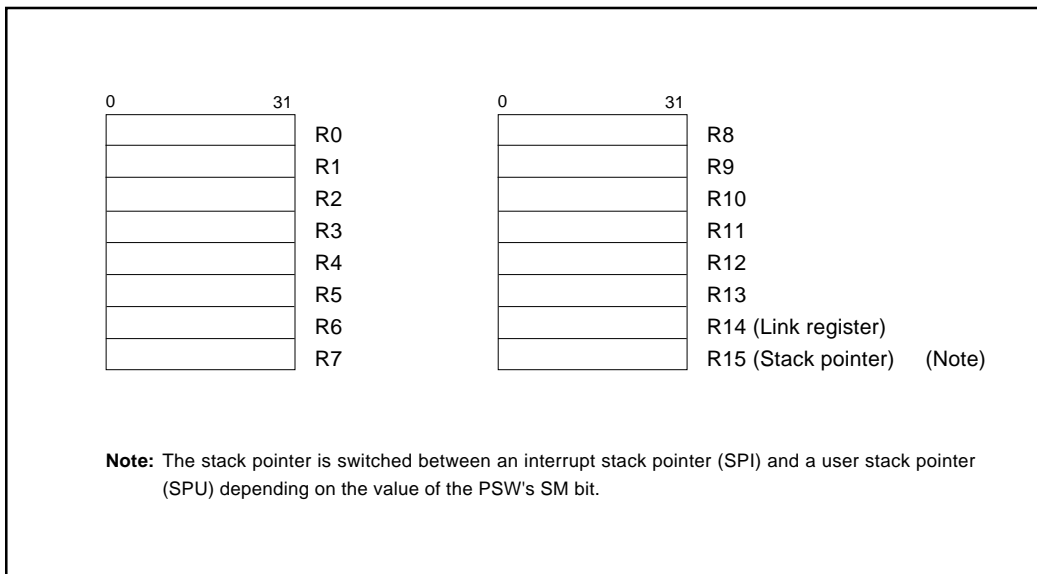 0 31
R0
R1
R2
R3
R4
R5
R6
R7
0 31
R8
R9
R10
R11
R12
R13
R14 (Link register)
R15 (Stack pointer) (Note)
Note: The stack pointer is switched between an interrupt stack pointer (SPI) and a user stack pointer
(SPU) depending on the value of the PSW's SM bit.